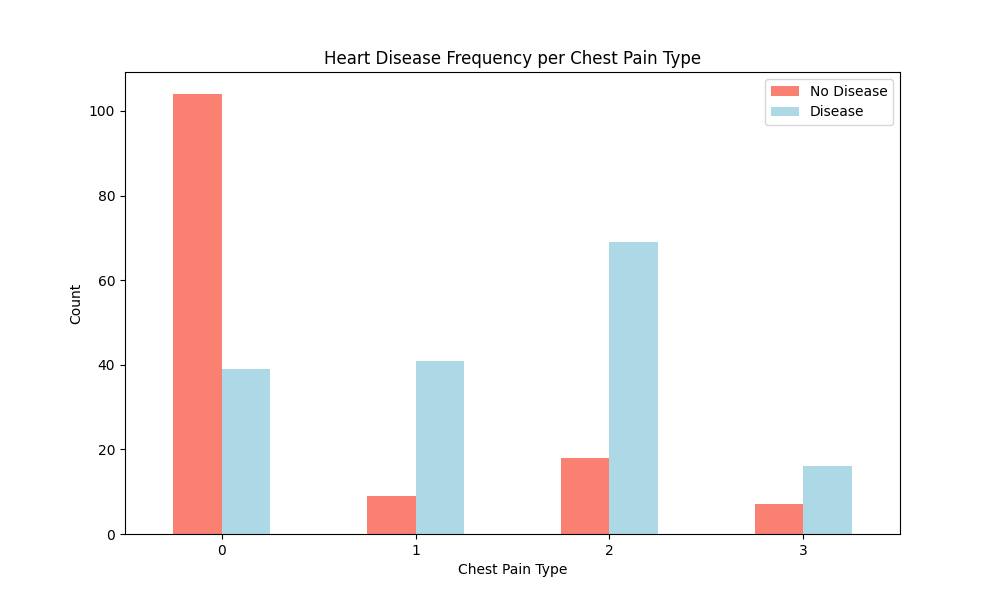 Heart Disease Frequency per Chest Pain Type
No Disease
Disease
100
80
60
40
20
0
Count
0 1 2 3
Chest Pain Type